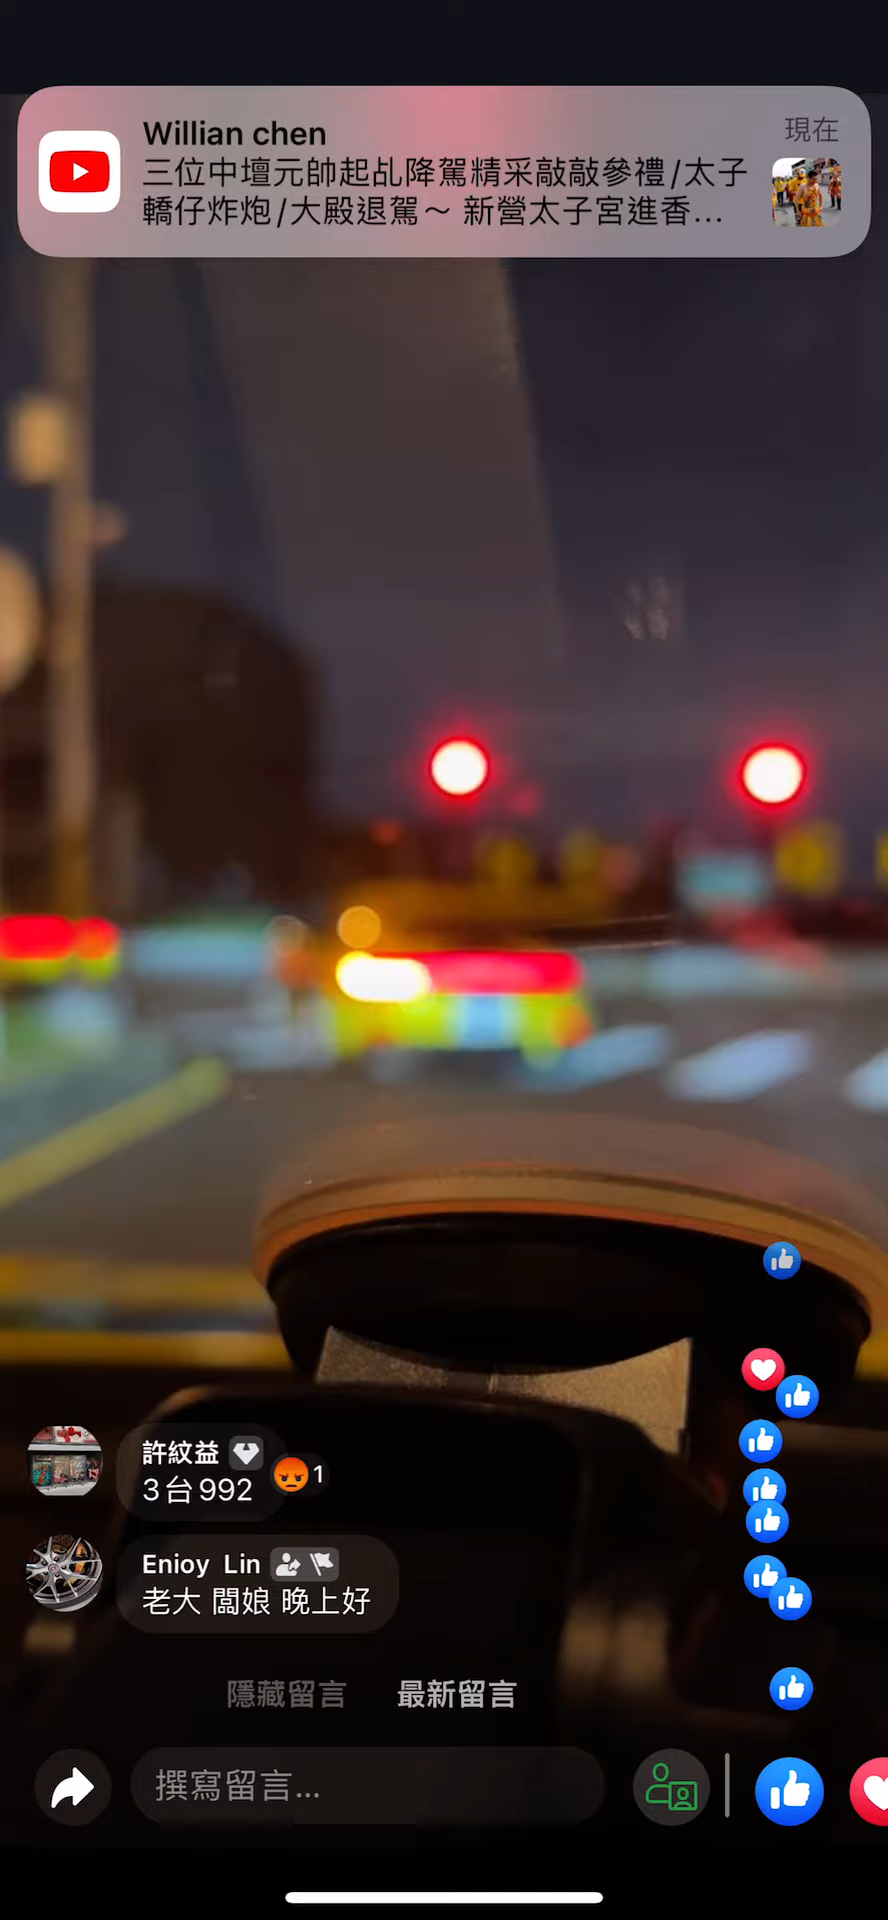 Willian chen
現在
三位中壇元帥起乩降駕精采敲敲參禮/太子
轎仔炸炮/大殿退駕～ 新營太子宮進香...
許紋益
3台992
1
Enioy Lin
老大 闆娘 晚上好
隱藏留言
最新留言
撰寫留言...